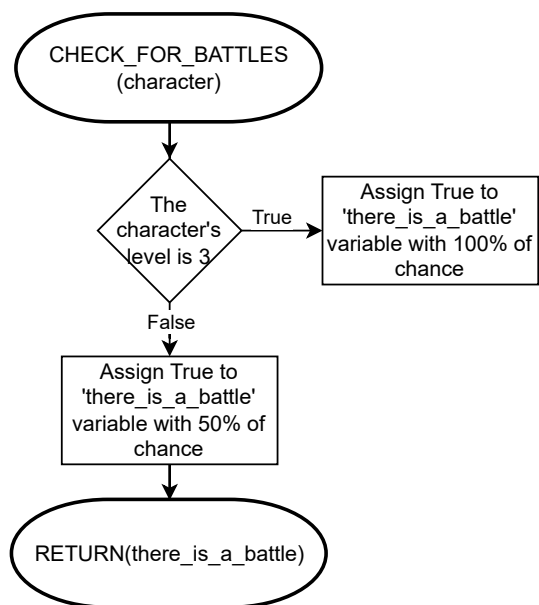 CHECK_FOR_BATTLES
(character)
The
character's
level is 3
True
Assign True to
'there_is_a_battle'
variable with 100% of
chance
False
Assign True to
'there_is_a_battle'
variable with 50% of
chance
RETURN(there_is_a_battle)